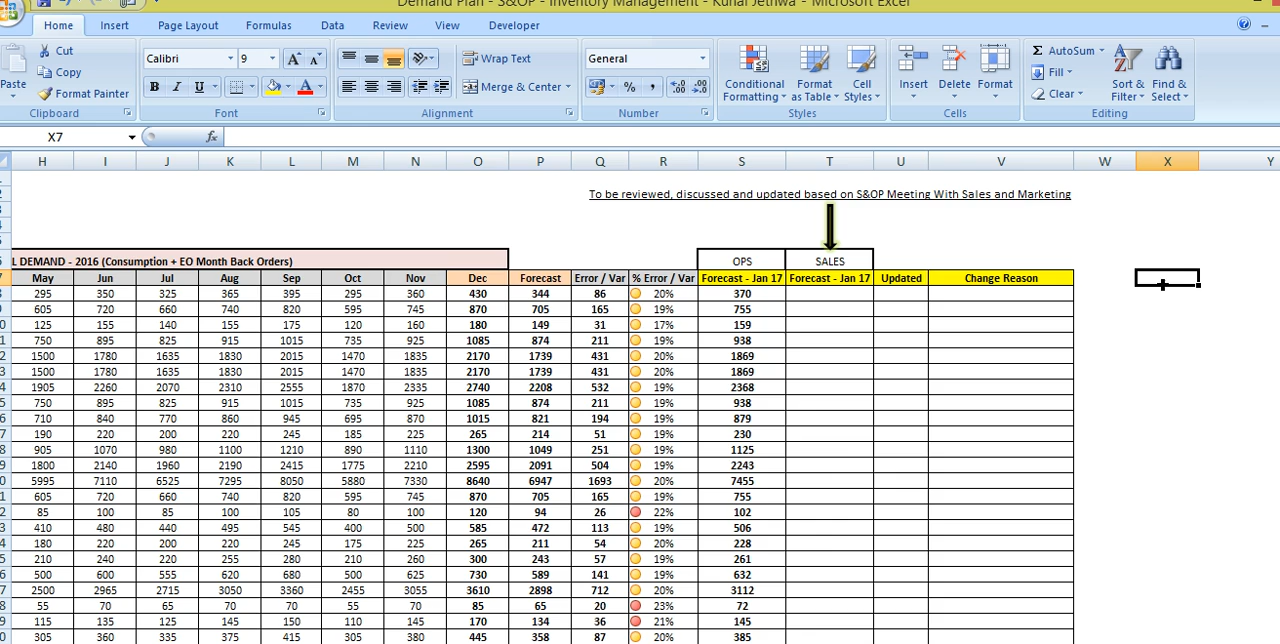 Demand Plan - S&OP - Inventory Management - Kunal Jethwa - Microsoft Excel
Home Insert Page Layout Formulas Data Review View Developer
Cut
Copy
Paste
Format Painter
Clipboard
Calibri 9
B I U
Font
Wrap Text
Merge & Center
Alignment
General
% ,
Number
Conditional Formatting
Format as Table
Cell Styles
Styles
Insert Delete Format
Cells
Σ AutoSum
Fill
Clear
Sort & Filter
Find & Select
Editing
X7 fx
H I J K L M N O P Q R S T U V W X Y
To be reviewed, discussed and updated based on S&OP Meeting With Sales and Marketing
L DEMAND - 2016 (Consumption + EO Month Back Orders) OPS SALES
May Jun Jul Aug Sep Oct Nov Dec Forecast Error / Var % Error / Var Forecast - Jan 17 Forecast - Jan 17 Updated Change Reason
295 350 325 365 395 295 360 430 344 86 20% 370
605 720 660 740 820 595 745 870 705 165 19% 755
125 155 140 155 175 120 160 180 149 31 17% 159
750 895 825 915 1015 735 925 1085 874 211 19% 938
1500 1780 1635 1830 2015 1470 1835 2170 1739 431 20% 1869
1500 1780 1635 1830 2015 1470 1835 2170 1739 431 20% 1869
1905 2260 2070 2310 2555 1870 2335 2740 2208 532 19% 2368
750 895 825 915 1015 735 925 1085 874 211 19% 938
710 840 770 860 945 695 870 1015 821 194 19% 879
190 220 200 220 245 185 225 265 214 51 19% 230
905 1070 980 1100 1210 890 1110 1300 1049 251 19% 1125
1800 2140 1960 2190 2415 1775 2210 2595 2091 504 19% 2243
5995 7110 6525 7295 8050 5880 7330 8640 6947 1693 20% 7455
605 720 660 740 820 595 745 870 705 165 19% 755
85 100 85 100 105 80 100 120 94 26 22% 102
410 480 440 495 545 400 500 585 472 113 19% 506
180 220 200 220 245 175 225 265 211 54 20% 228
210 240 220 255 280 210 260 300 243 57 19% 261
500 600 555 620 680 500 625 730 589 141 19% 632
2500 2965 2715 3050 3360 2455 3055 3610 2898 712 20% 3112
55 70 65 70 70 55 70 85 65 20 23% 72
115 135 125 145 150 110 145 170 134 36 21% 145
305 360 335 375 415 305 380 445 358 87 20% 385